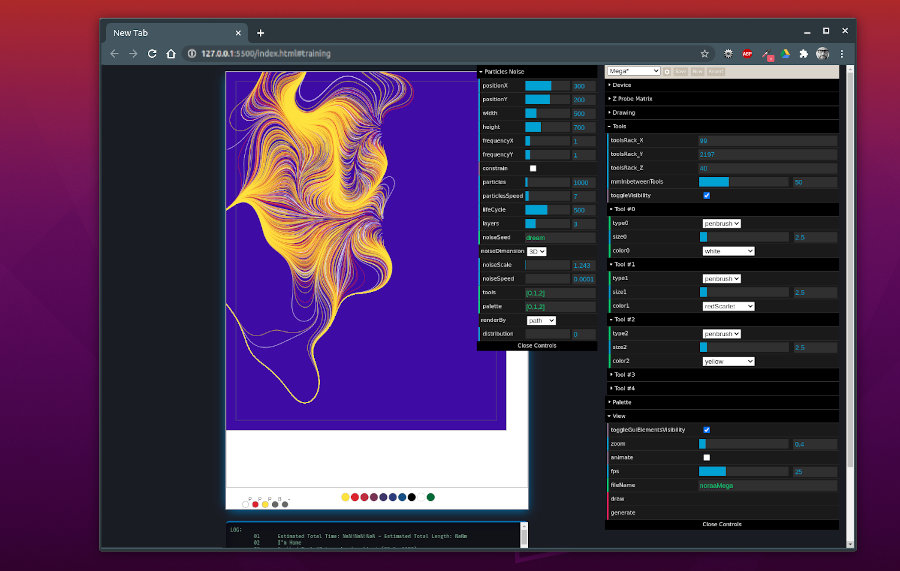 New Tab
127.0.0.1:5500/index.html#training
ABP
Particles Noise
positionX 300
positionY 200
width 500
height 700
frequencyX 1
frequencyY 1
constrain
particles 1000
particlesSpeed 7
lifeCycle 500
layers 3
noiseSeed dream
noiseDimension 3D
noiseScale 1.243
noiseSpeed 0.0001
tools [0,1,2]
palette [0,1,2]
renderBy path
distribution 0
Close Controls
Mega* Save New Revert
Device
Z Probe Matrix
Drawing
Tools
toolsRack_X 99
toolsRack_Y 2197
toolsRack_Z 40
mmInbetweenTools 50
toggleVisibility
Tool #0
type0 penbrush
size0 2.5
color0 white
Tool #1
type1 penbrush
size1 2.5
color1 redScarlet
Tool #2
type2 penbrush
size2 2.5
color2 yellow
Tool #3
Tool #4
Palette
View
toggleGuiElementsVisibility
zoom 0.4
animate
fps 25
fileName noraaMega
draw
generate
Close Controls
P P P B -
LOG:
01 Estimated Total Time: NaN:NaN:NaN - Estimated Total Length: NaNm
02 I'm Home